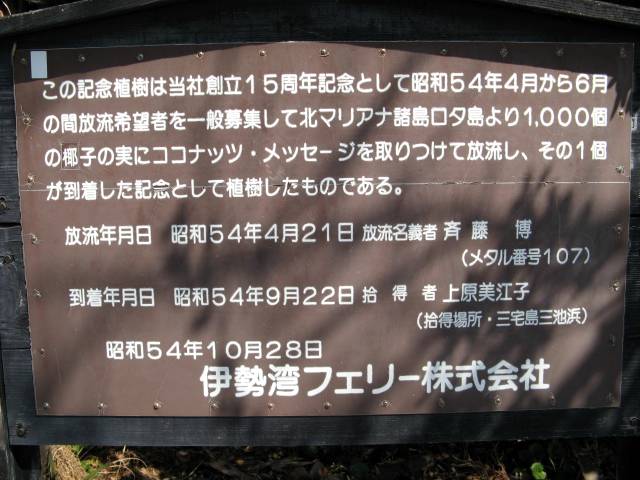 この記念植樹は当社創立15周年記念として昭和54年4月から6月
の間放流希望者を一般募集して北マリアナ諸島ロタ島より1,000個
の椰子の実にココナッツ・メッセージを取りつけて放流し、その1個
が到着した記念として植樹したものである。
放流年月日 昭和54年4月21日 放流名義者 斉藤 博
(メタル番号107)
到着年月日 昭和54年9月22日 拾得者 上原美江子
(拾得場所・三宅島三池浜)
昭和54年10月28日
伊勢湾フェリー株式会社